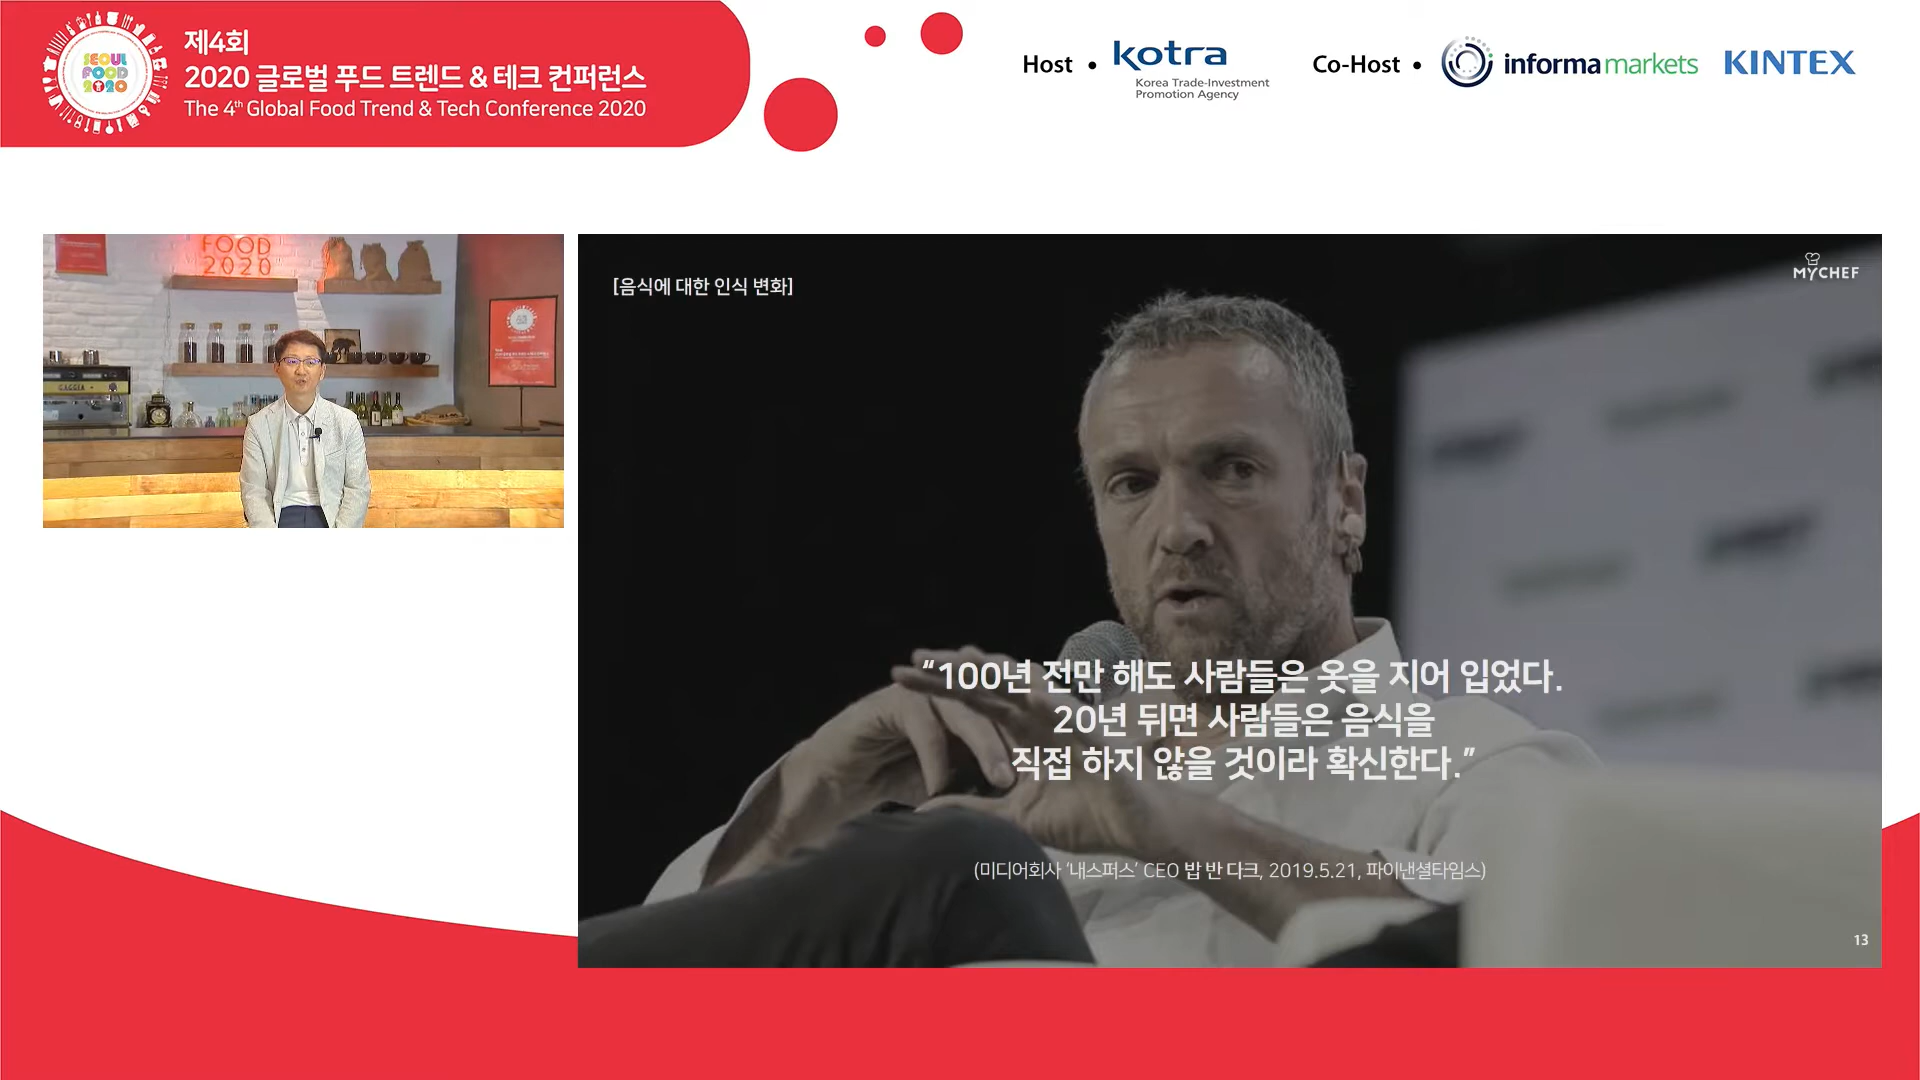 SEOUL
FOOD
2020
제4회
2020 글로벌 푸드 트렌드 & 테크 컨퍼런스
The 4th Global Food Trend & Tech Conference 2020
Host • kotra
Korea Trade-Investment
Promotion Agency
Co-Host • informa markets KINTEX
FOOD
2020
GAGGIA
[음식에 대한 인식 변화]
MYCHEF
“100년 전만 해도 사람들은 옷을 지어 입었다.
20년 뒤면 사람들은 음식을
직접 하지 않을 것이라 확신한다.”
(미디어회사 ‘내스퍼스’ CEO 밥 반 다크, 2019.5.21, 파이낸셜타임스)
13